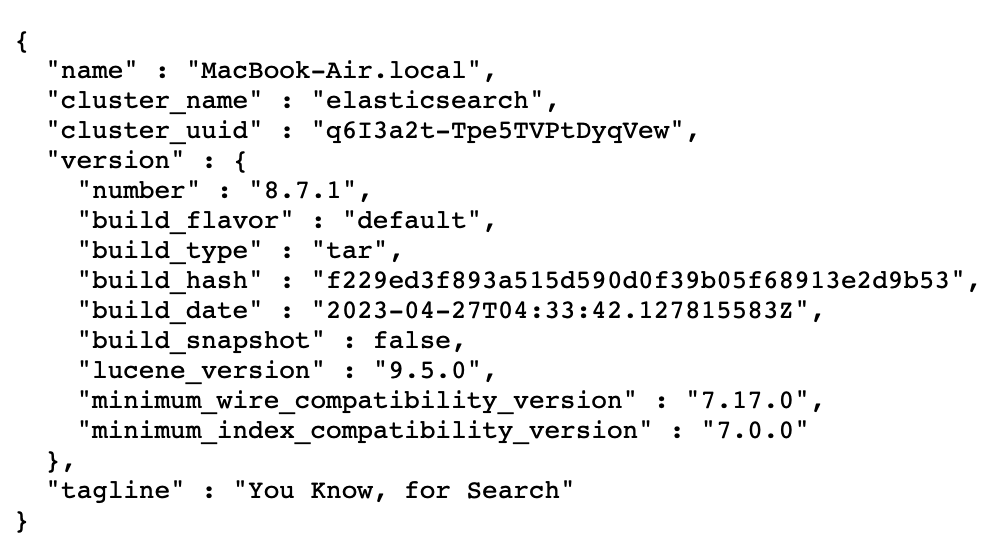 {
  "name" : "MacBook-Air.local",
  "cluster_name" : "elasticsearch",
  "cluster_uuid" : "q6I3a2t-Tpe5TVPtDyqVew",
  "version" : {
    "number" : "8.7.1",
    "build_flavor" : "default",
    "build_type" : "tar",
    "build_hash" : "f229ed3f893a515d590d0f39b05f68913e2d9b53",
    "build_date" : "2023-04-27T04:33:42.127815583Z",
    "build_snapshot" : false,
    "lucene_version" : "9.5.0",
    "minimum_wire_compatibility_version" : "7.17.0",
    "minimum_index_compatibility_version" : "7.0.0"
  },
  "tagline" : "You Know, for Search"
}